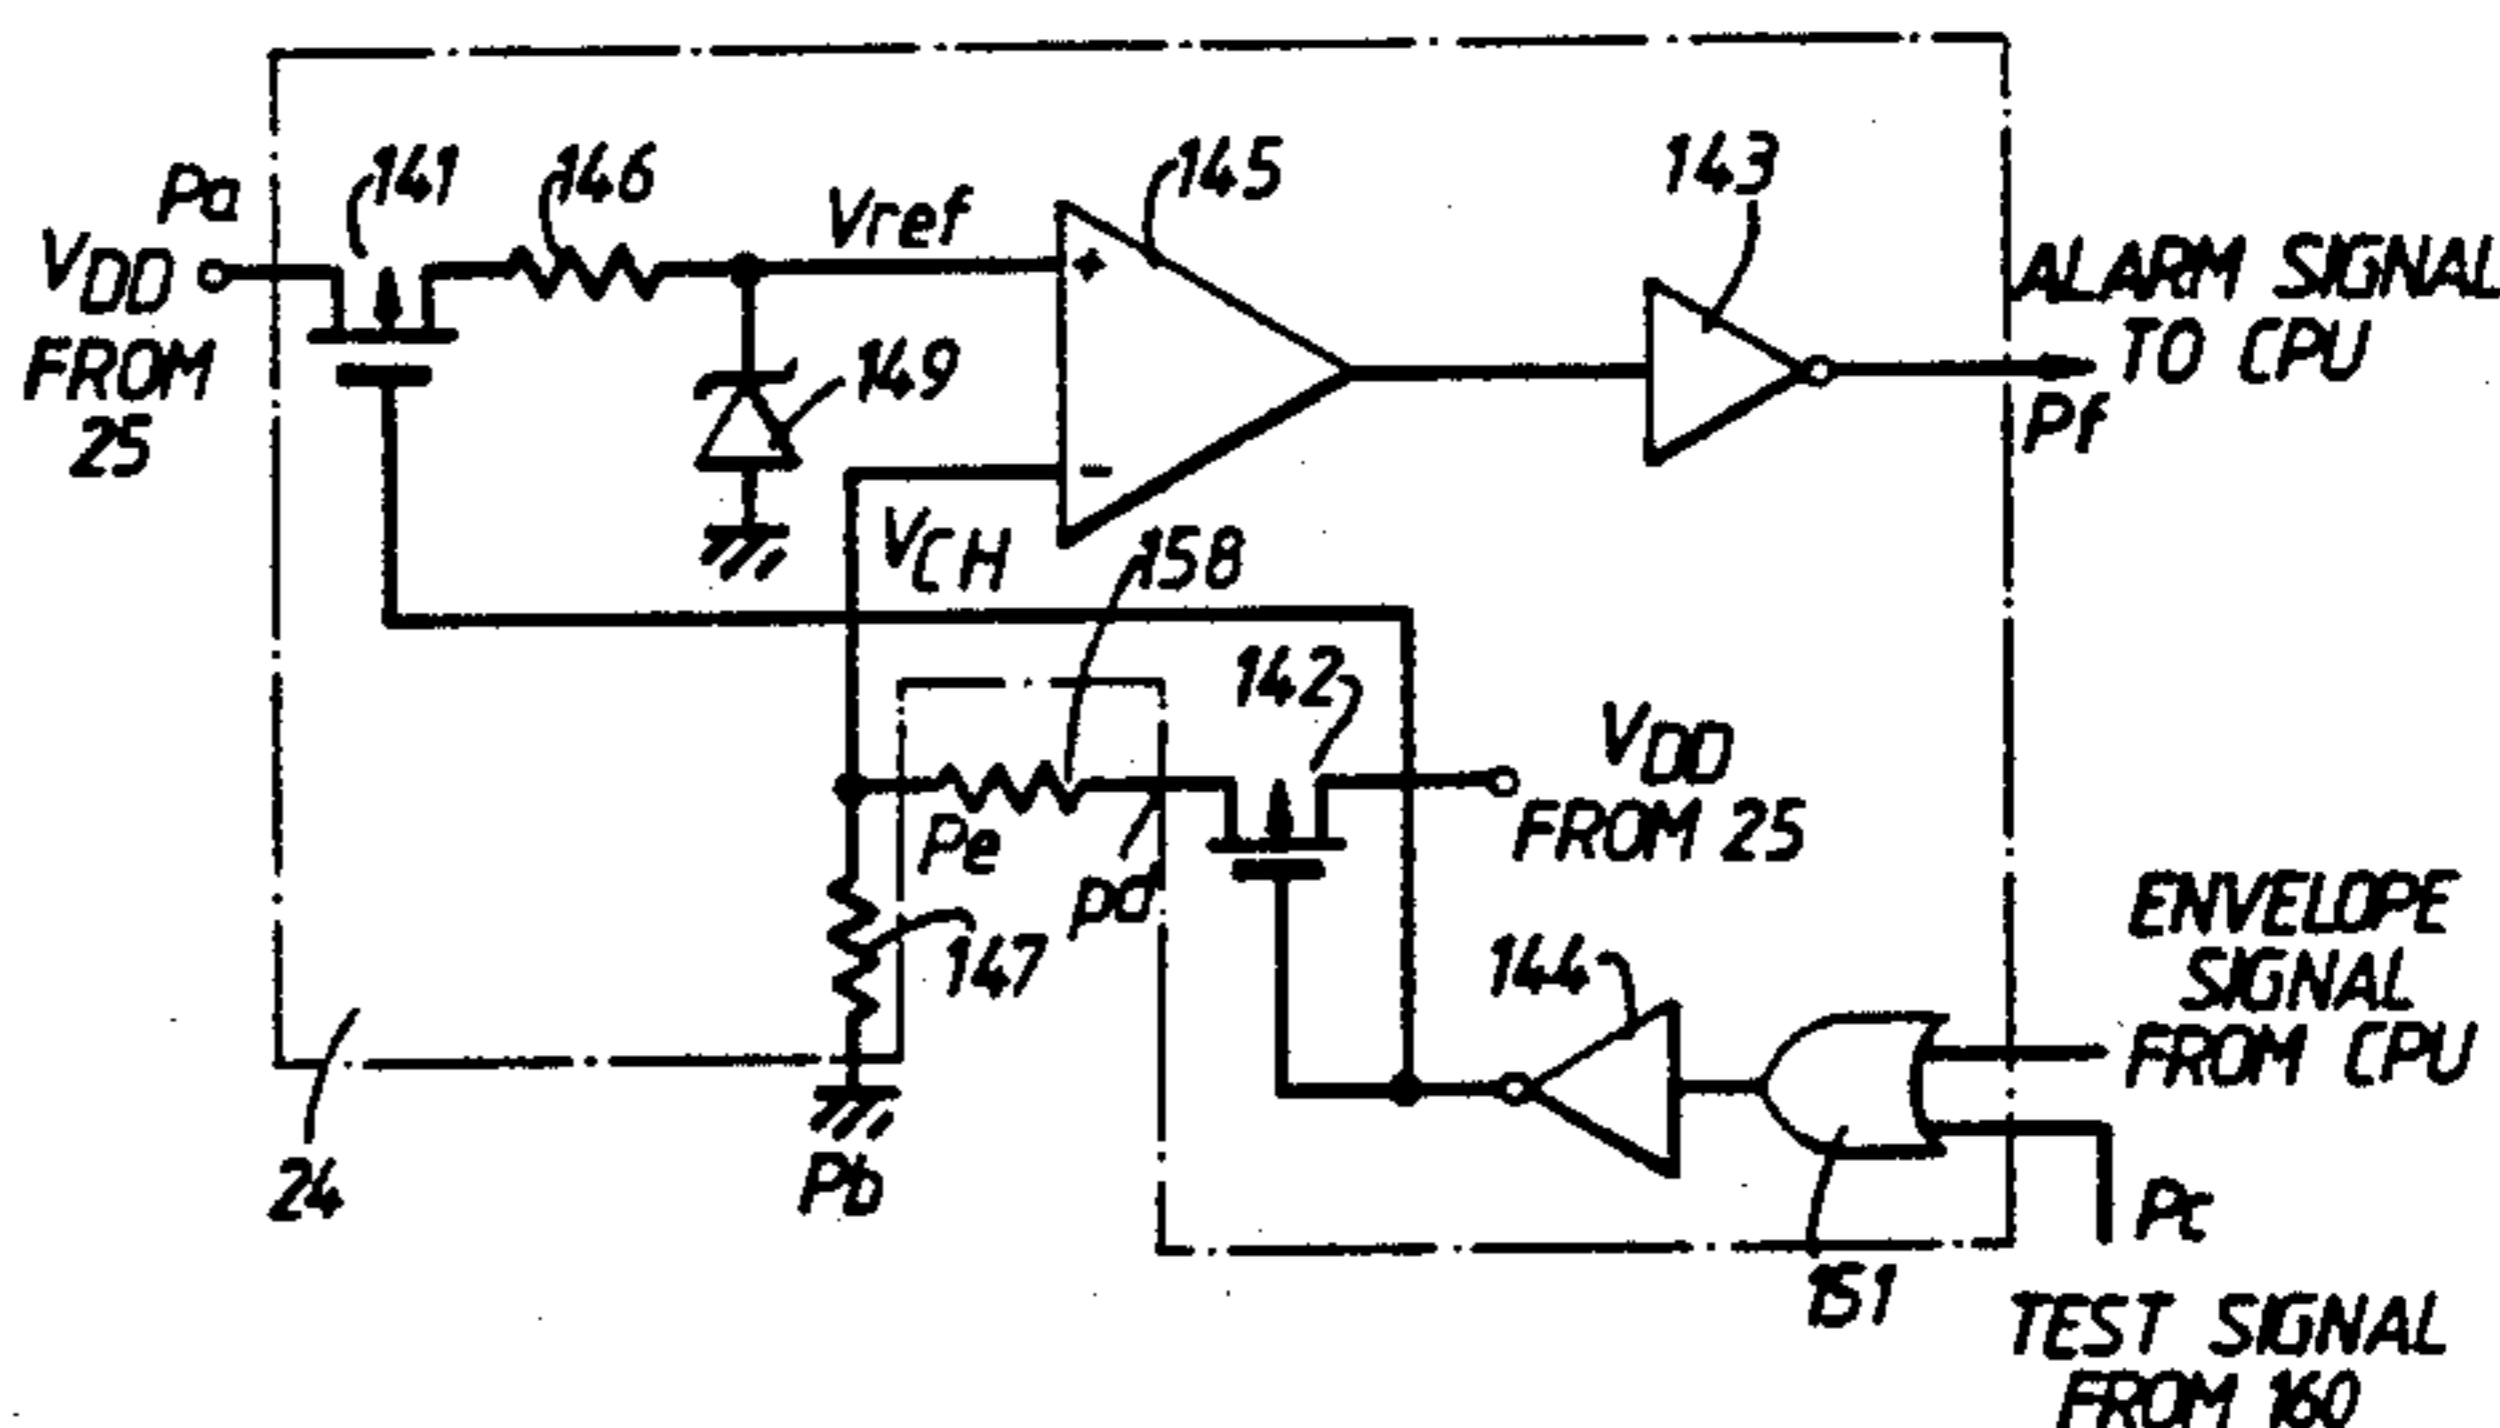 Pa
141
146
Vref
145
143
VDD
FROM
25
ALARM SIGNAL
TO CPU
Pf
149
+
-
VCH
158
142
VDD
FROM 25
Pe
Pd
147
144
ENVELOPE
SIGNAL
FROM CPU
24
Pb
Pc
151
TEST SIGNAL
FROM 160